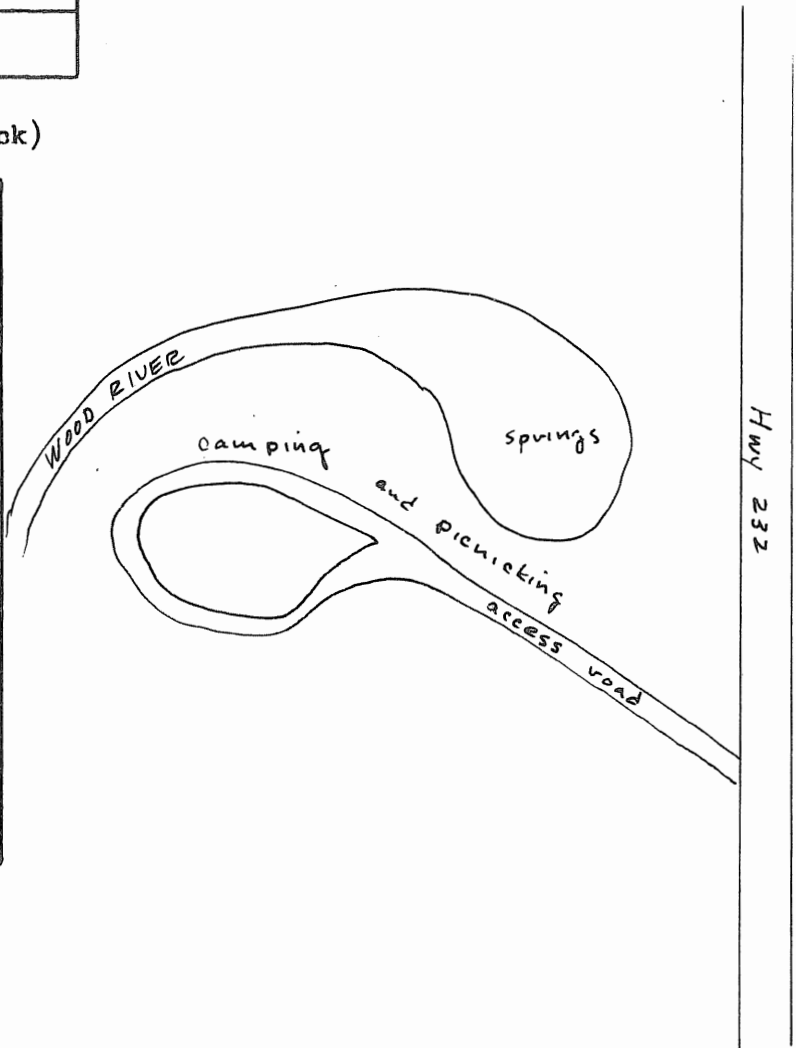 ok)
WOOD RIVER
springs
Hwy 232
camping and picnicking
access road